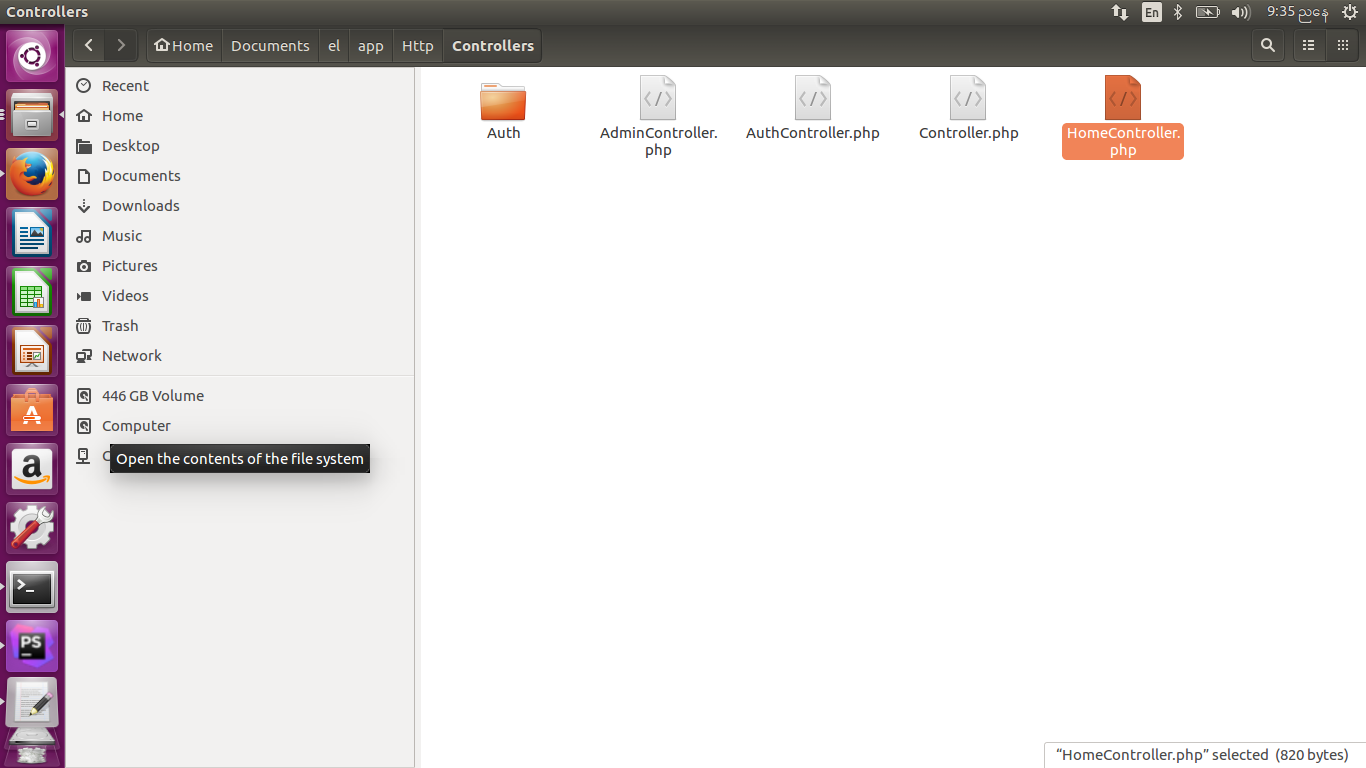 Controllers
En
9:35 ညနေ
Home
Documents
el
app
Http
Controllers
Recent
Home
Desktop
Documents
Downloads
Music
Pictures
Videos
Trash
Network
446 GB Volume
Computer
Open the contents of the file system
Auth
AdminController.
php
AuthController.php
Controller.php
HomeController.
php
A
a
>_
PS
“HomeController.php” selected (820 bytes)